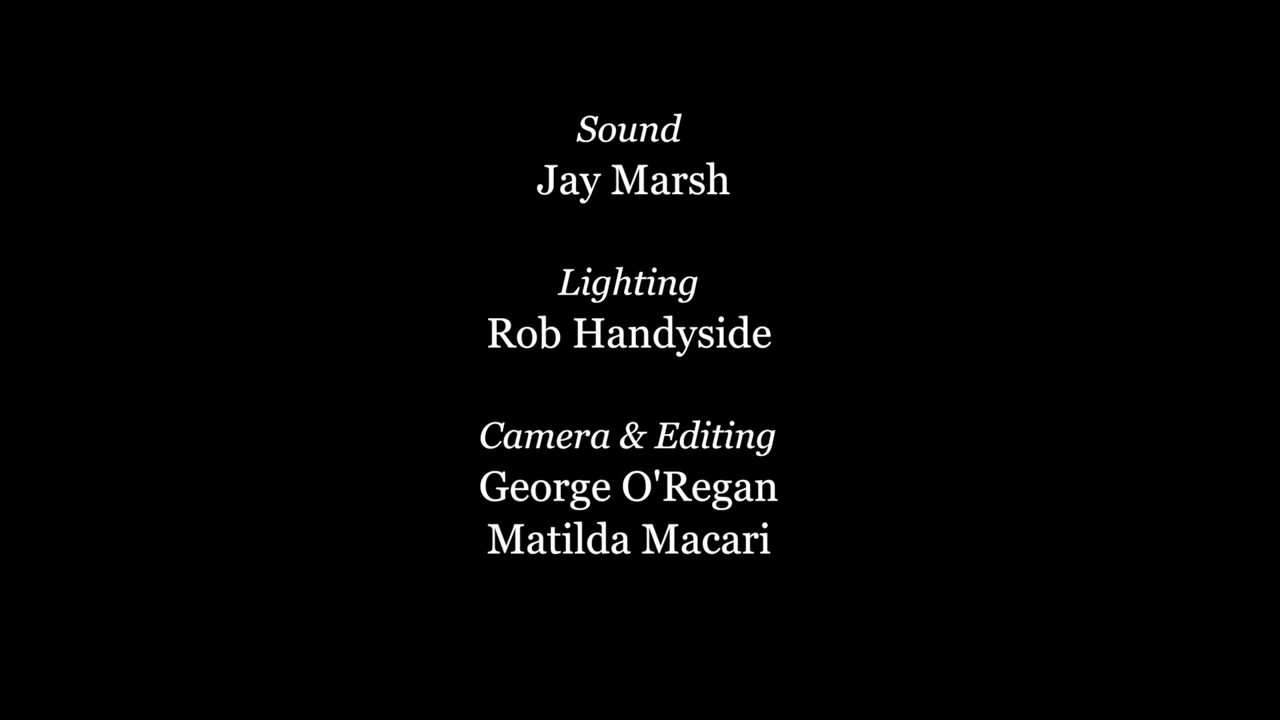 Sound
Jay Marsh
Lighting
Rob Handyside
Camera & Editing
George O'Regan
Matilda Macari